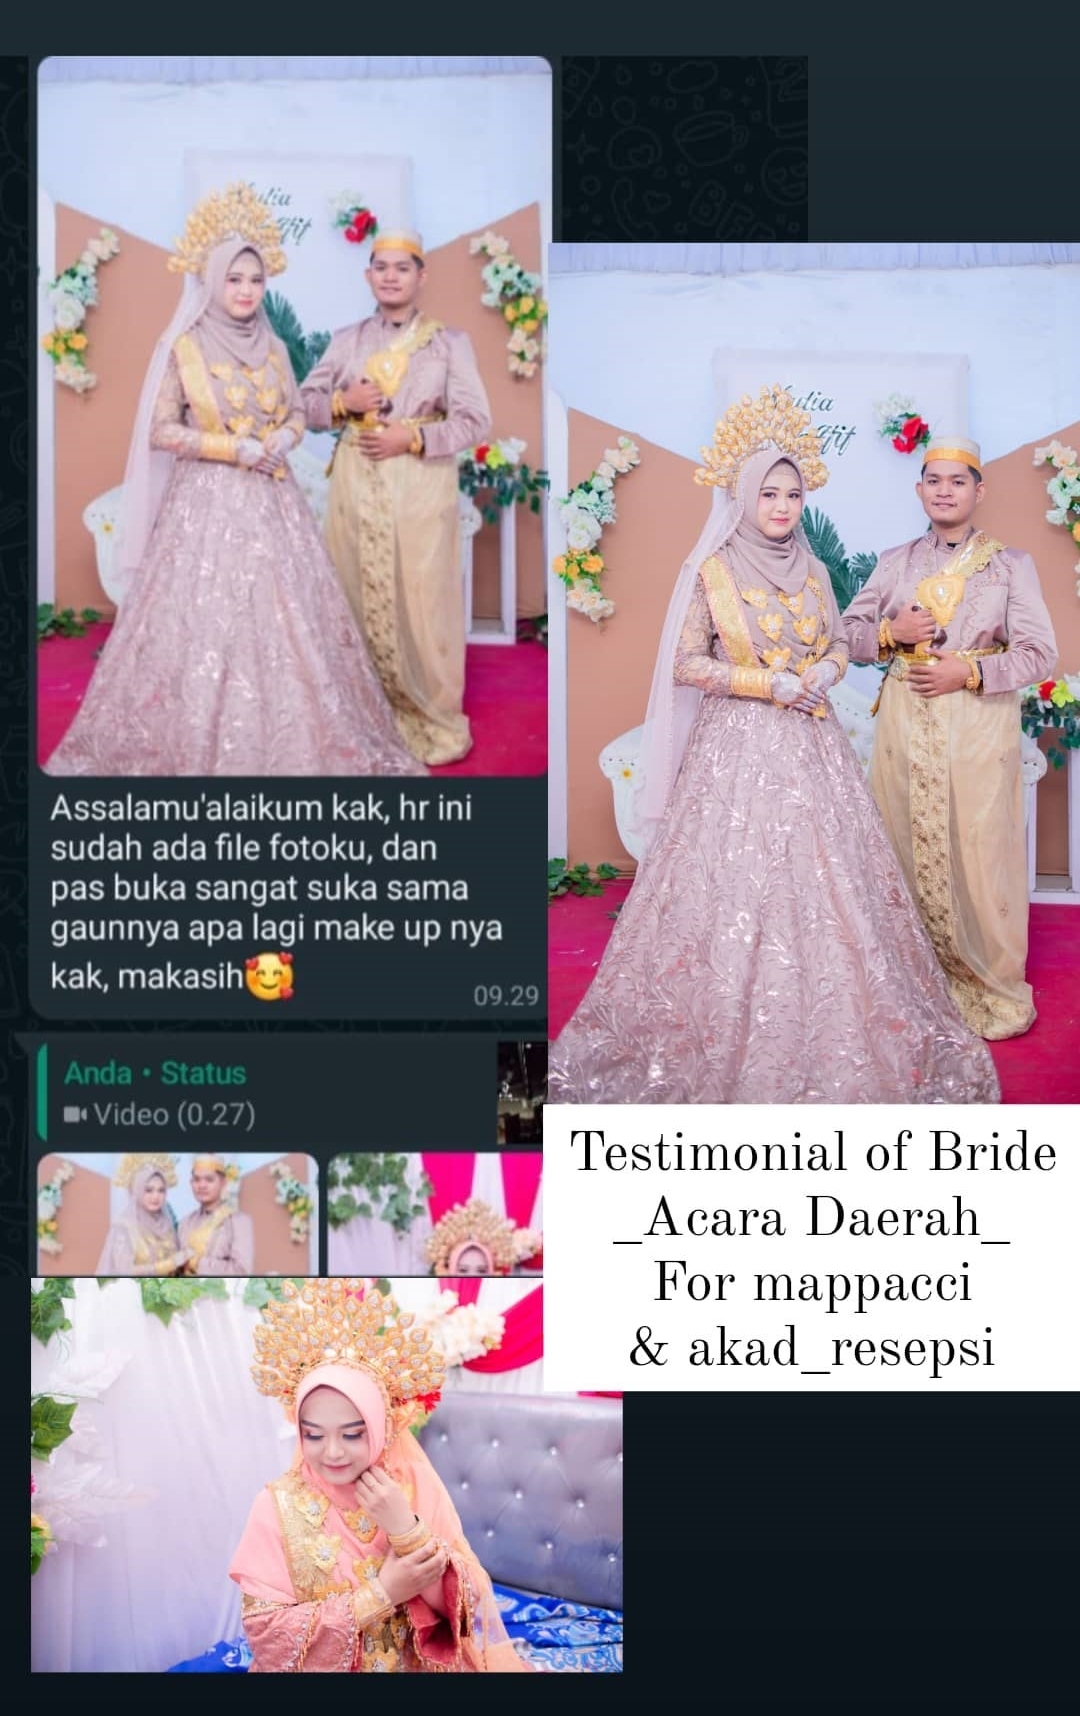 Assalamu'alaikum kak, hr ini
sudah ada file fotoku, dan
pas buka sangat suka sama
gaunnya apa lagi make up nya
kak, makasih🥰
09.29
Anda • Status
Video (0.27)
Testimonial of Bride
_Acara Daerah_
For mappacci
& akad_resepsi